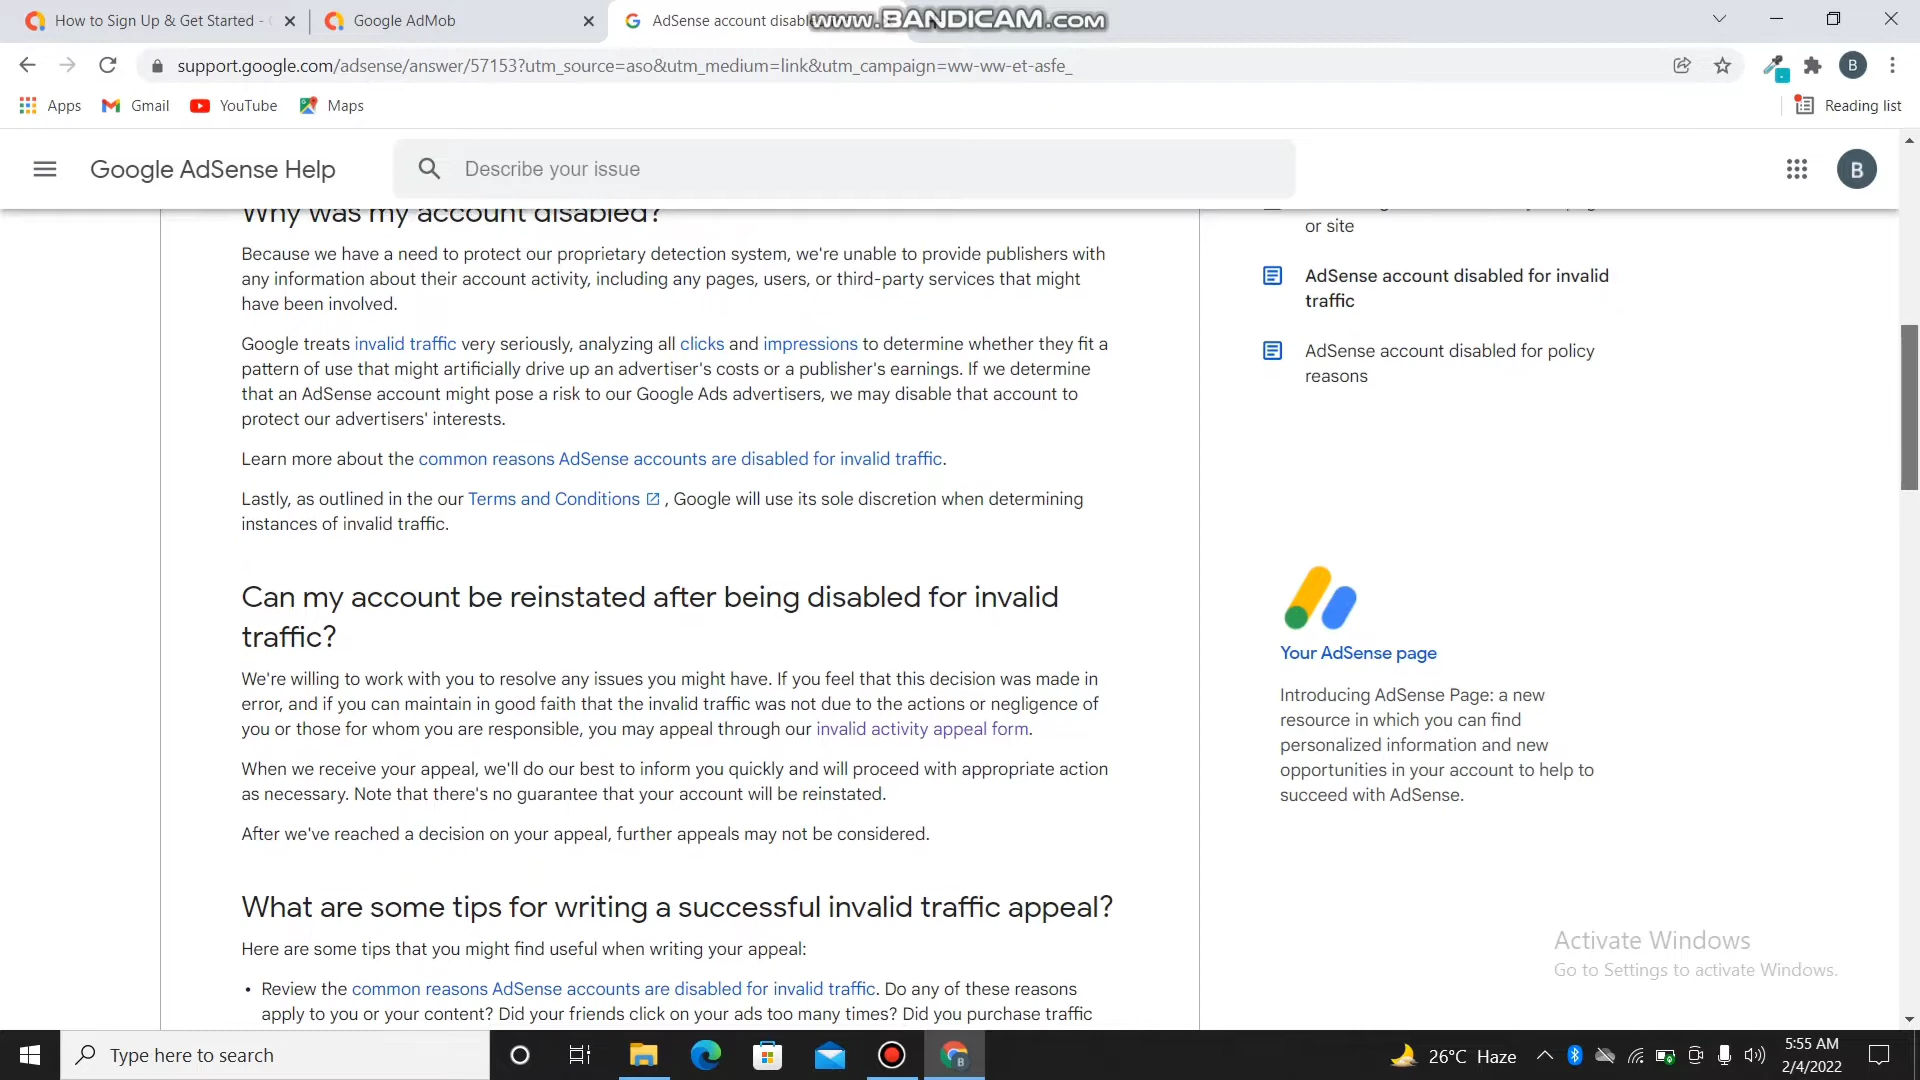 How to Sign Up & Get Started -
Google AdMob
AdSense account disabl
www.BANDICAM.com
support.google.com/adsense/answer/57153?utm_source=aso&utm_medium=link&utm_campaign=ww-ww-et-asfe_
B
Apps
Gmail
YouTube
Maps
Reading list
Google AdSense Help
Describe your issue
B
Why was my account disabled?
Because we have a need to protect our proprietary detection system, we're unable to provide publishers with
any information about their account activity, including any pages, users, or third-party services that might
have been involved.
Google treats invalid traffic very seriously, analyzing all clicks and impressions to determine whether they fit a
pattern of use that might artificially drive up an advertiser's costs or a publisher's earnings. If we determine
that an AdSense account might pose a risk to our Google Ads advertisers, we may disable that account to
protect our advertisers' interests.
Learn more about the common reasons AdSense accounts are disabled for invalid traffic.
Lastly, as outlined in the our Terms and Conditions , Google will use its sole discretion when determining
instances of invalid traffic.
Can my account be reinstated after being disabled for invalid
traffic?
We're willing to work with you to resolve any issues you might have. If you feel that this decision was made in
error, and if you can maintain in good faith that the invalid traffic was not due to the actions or negligence of
you or those for whom you are responsible, you may appeal through our invalid activity appeal form.
When we receive your appeal, we'll do our best to inform you quickly and will proceed with appropriate action
as necessary. Note that there's no guarantee that your account will be reinstated.
After we've reached a decision on your appeal, further appeals may not be considered.
What are some tips for writing a successful invalid traffic appeal?
Here are some tips that you might find useful when writing your appeal:
• Review the common reasons AdSense accounts are disabled for invalid traffic. Do any of these reasons
apply to you or your content? Did your friends click on your ads too many times? Did you purchase traffic
or site
AdSense account disabled for invalid
traffic
AdSense account disabled for policy
reasons
Your AdSense page
Introducing AdSense Page: a new
resource in which you can find
personalized information and new
opportunities in your account to help to
succeed with AdSense.
Activate Windows
Go to Settings to activate Windows.
Type here to search
26°C Haze
5:55 AM
2/4/2022